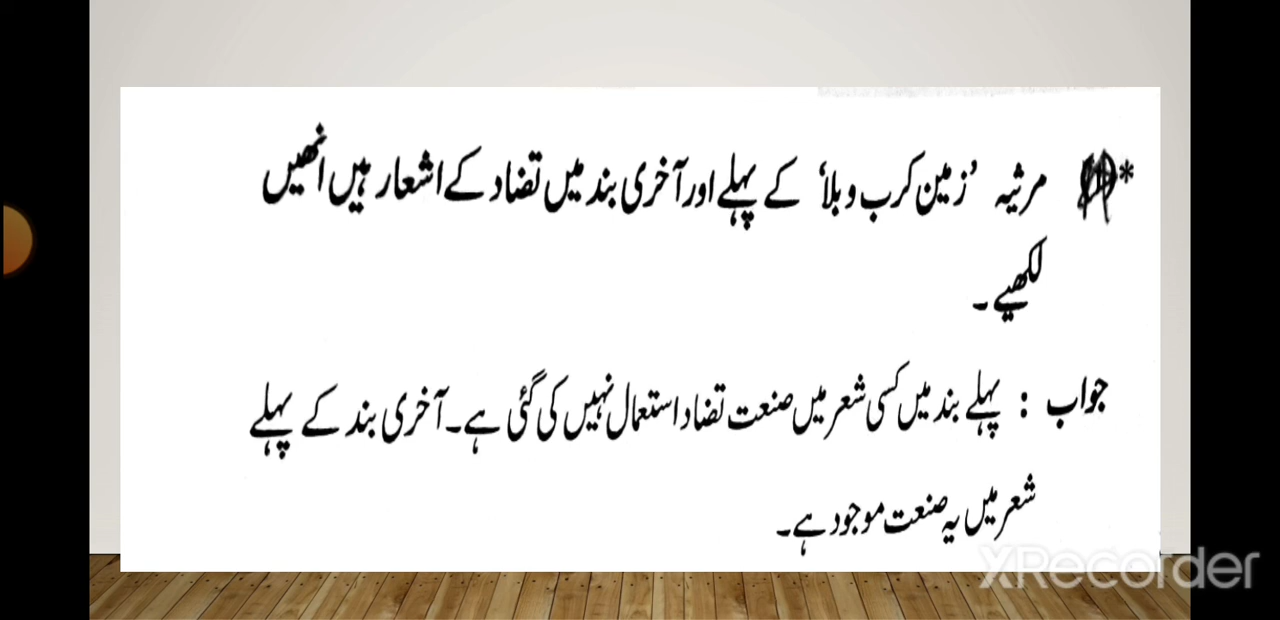 * مرثیہ ’زمین کرب و بلا‘ کے پہلے اور آخری بند میں تضاد کے اشعار ہیں انھیں
لکھیے۔
جواب : پہلے بند میں کسی شعر میں صنعت تضاد استعمال نہیں کی گئی ہے۔ آخری بند کے پہلے
شعر میں یہ صنعت موجود ہے۔
XRecorder